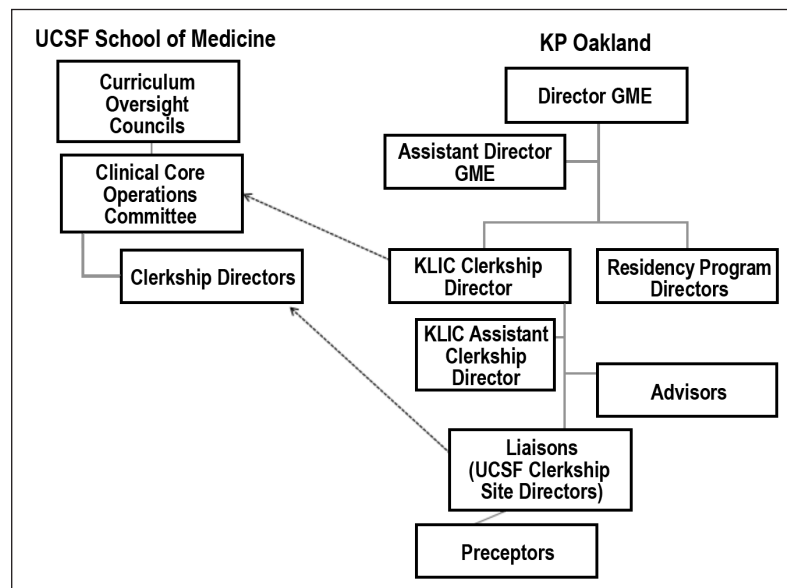 UCSF School of Medicine
Curriculum
Oversight
Councils
Clinical Core
Operations
Committee
Clerkship Directors
KP Oakland
Director GME
Assistant Director
GME
KLIC Clerkship
Director
Residency Program
Directors
KLIC Assistant
Clerkship
Director
Advisors
Liaisons
(UCSF Clerkship
Site Directors)
Preceptors